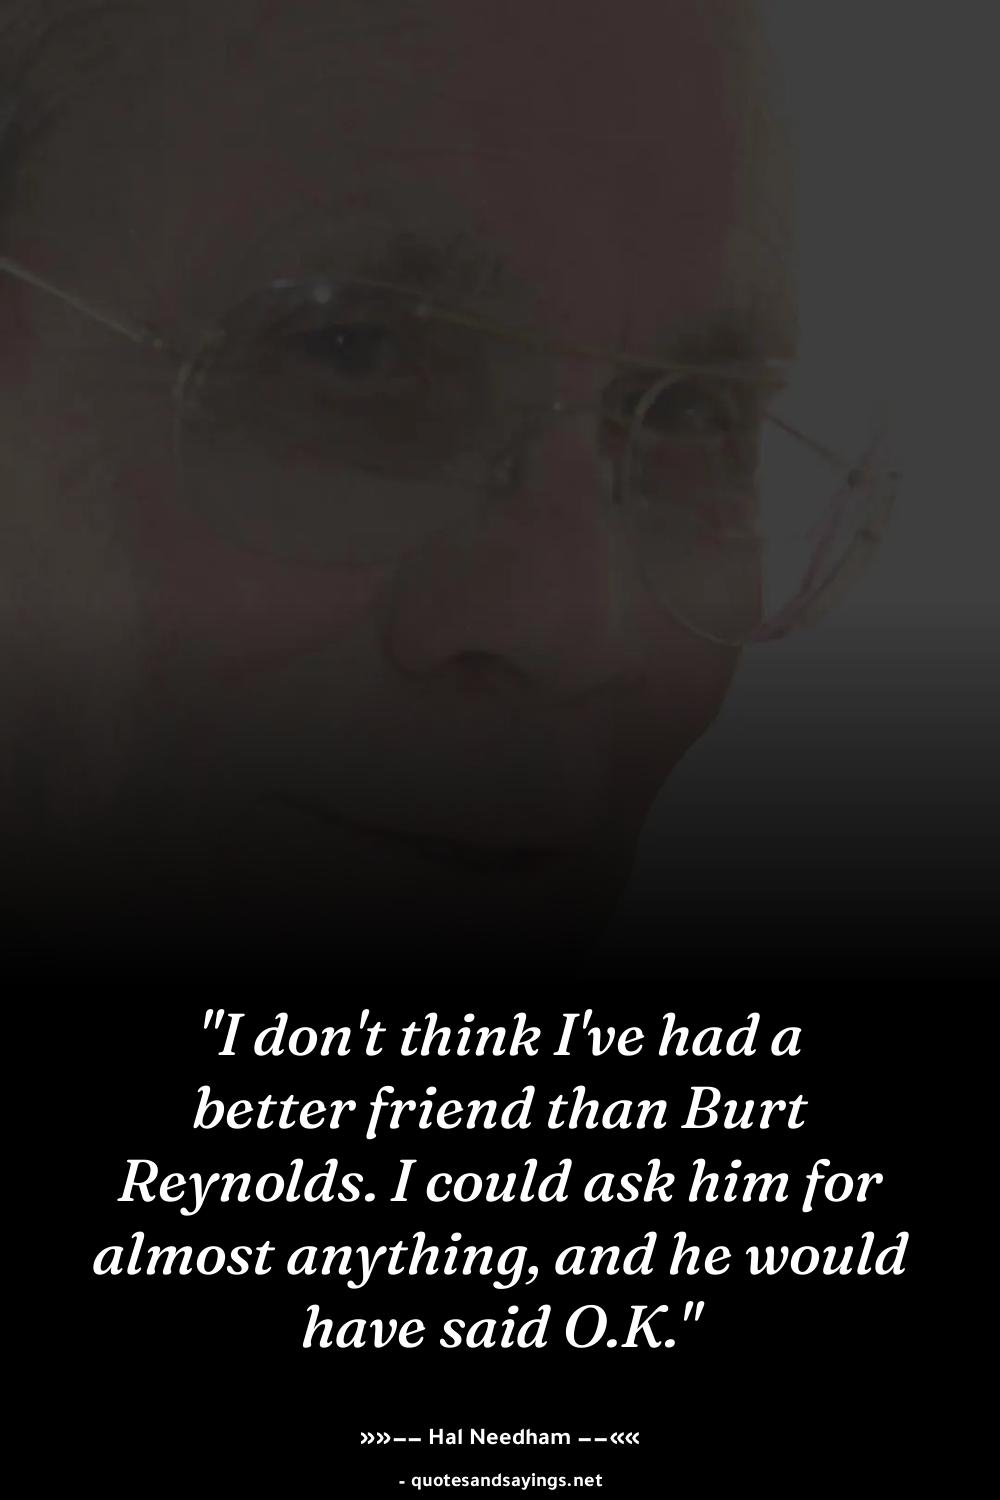 "I don't think I've had a
better friend than Burt
Reynolds. I could ask him for
almost anything, and he would
have said O.K."
»»–– Hal Needham ––««
- quotesandsayings.net